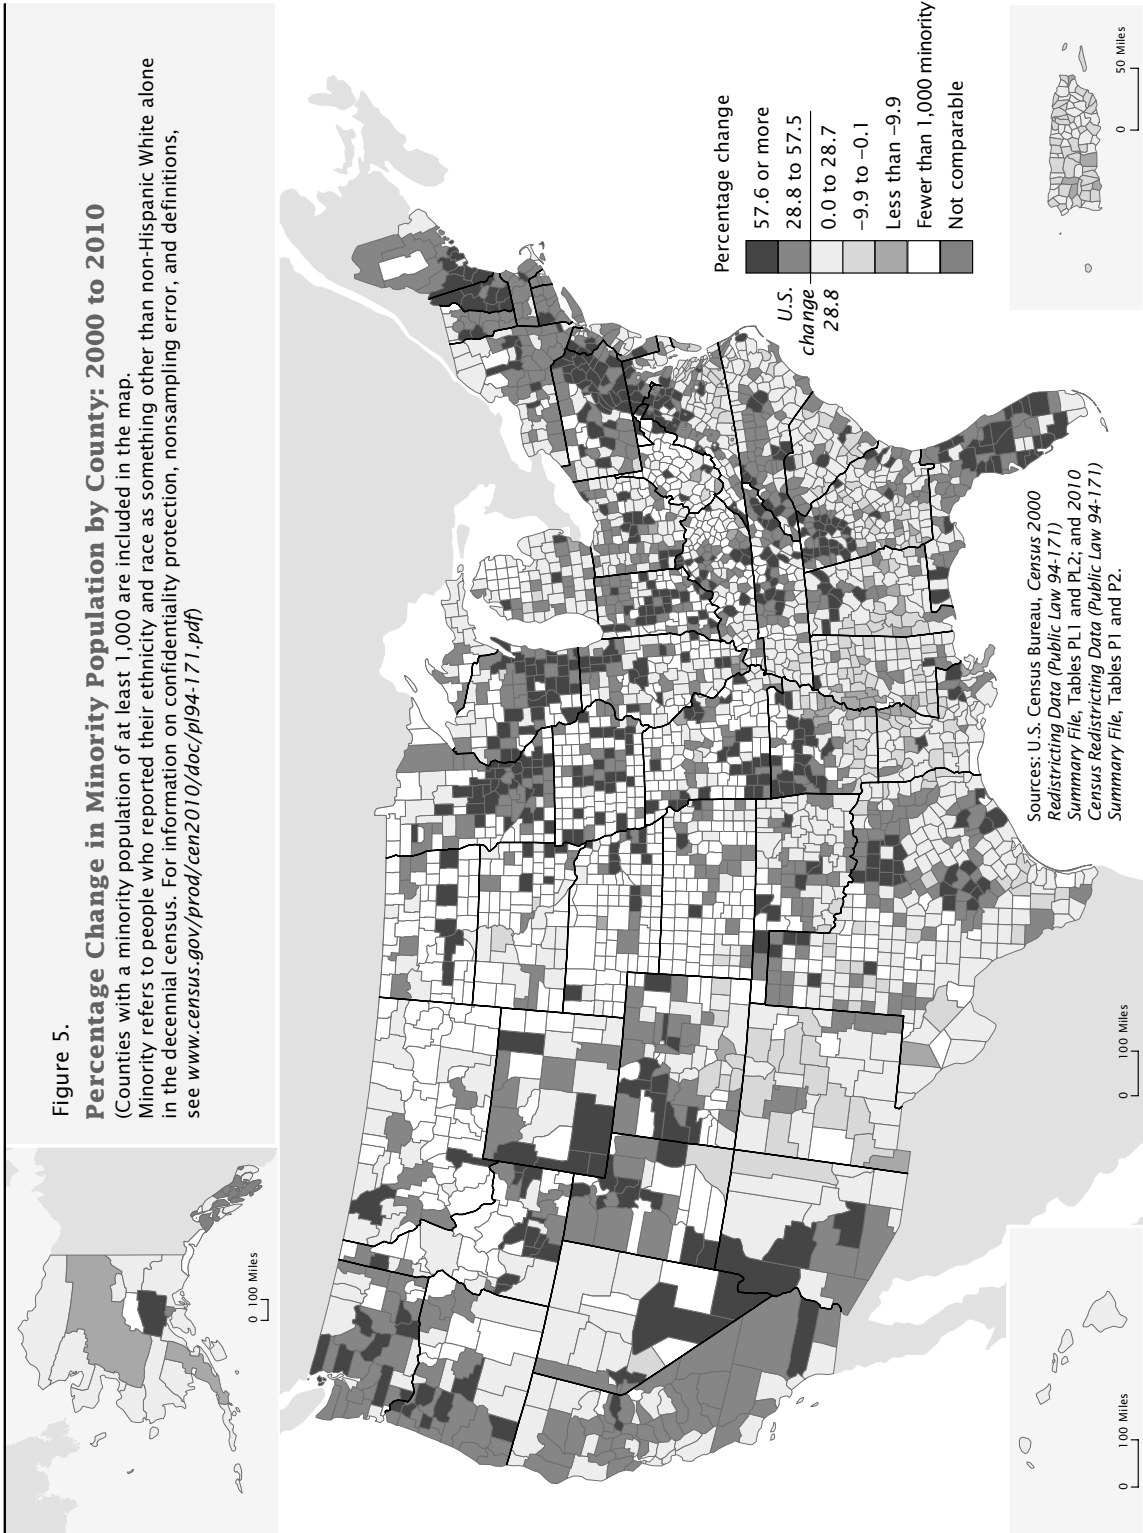 Figure 5.
Percentage Change in Minority Population by County: 2000 to 2010
(Counties with a minority population of at least 1,000 are included in the map.
Minority refers to people who reported their ethnicity and race as something other than non-Hispanic White alone
in the decennial census. For information on confidentiality protection, nonsampling error, and definitions,
see www.census.gov/prod/cen2010/doc/pl94-171.pdf)
0 100 Miles
Percentage change
57.6 or more
28.8 to 57.5
0.0 to 28.7
−9.9 to −0.1
Less than −9.9
Fewer than 1,000 minority
Not comparable
U.S.
change
28.8
Sources: U.S. Census Bureau, Census 2000
Redistricting Data (Public Law 94-171)
Summary File, Tables PL1 and PL2; and 2010
Census Redistricting Data (Public Law 94-171)
Summary File, Tables P1 and P2.
0 100 Miles
0 100 Miles
0 50 Miles